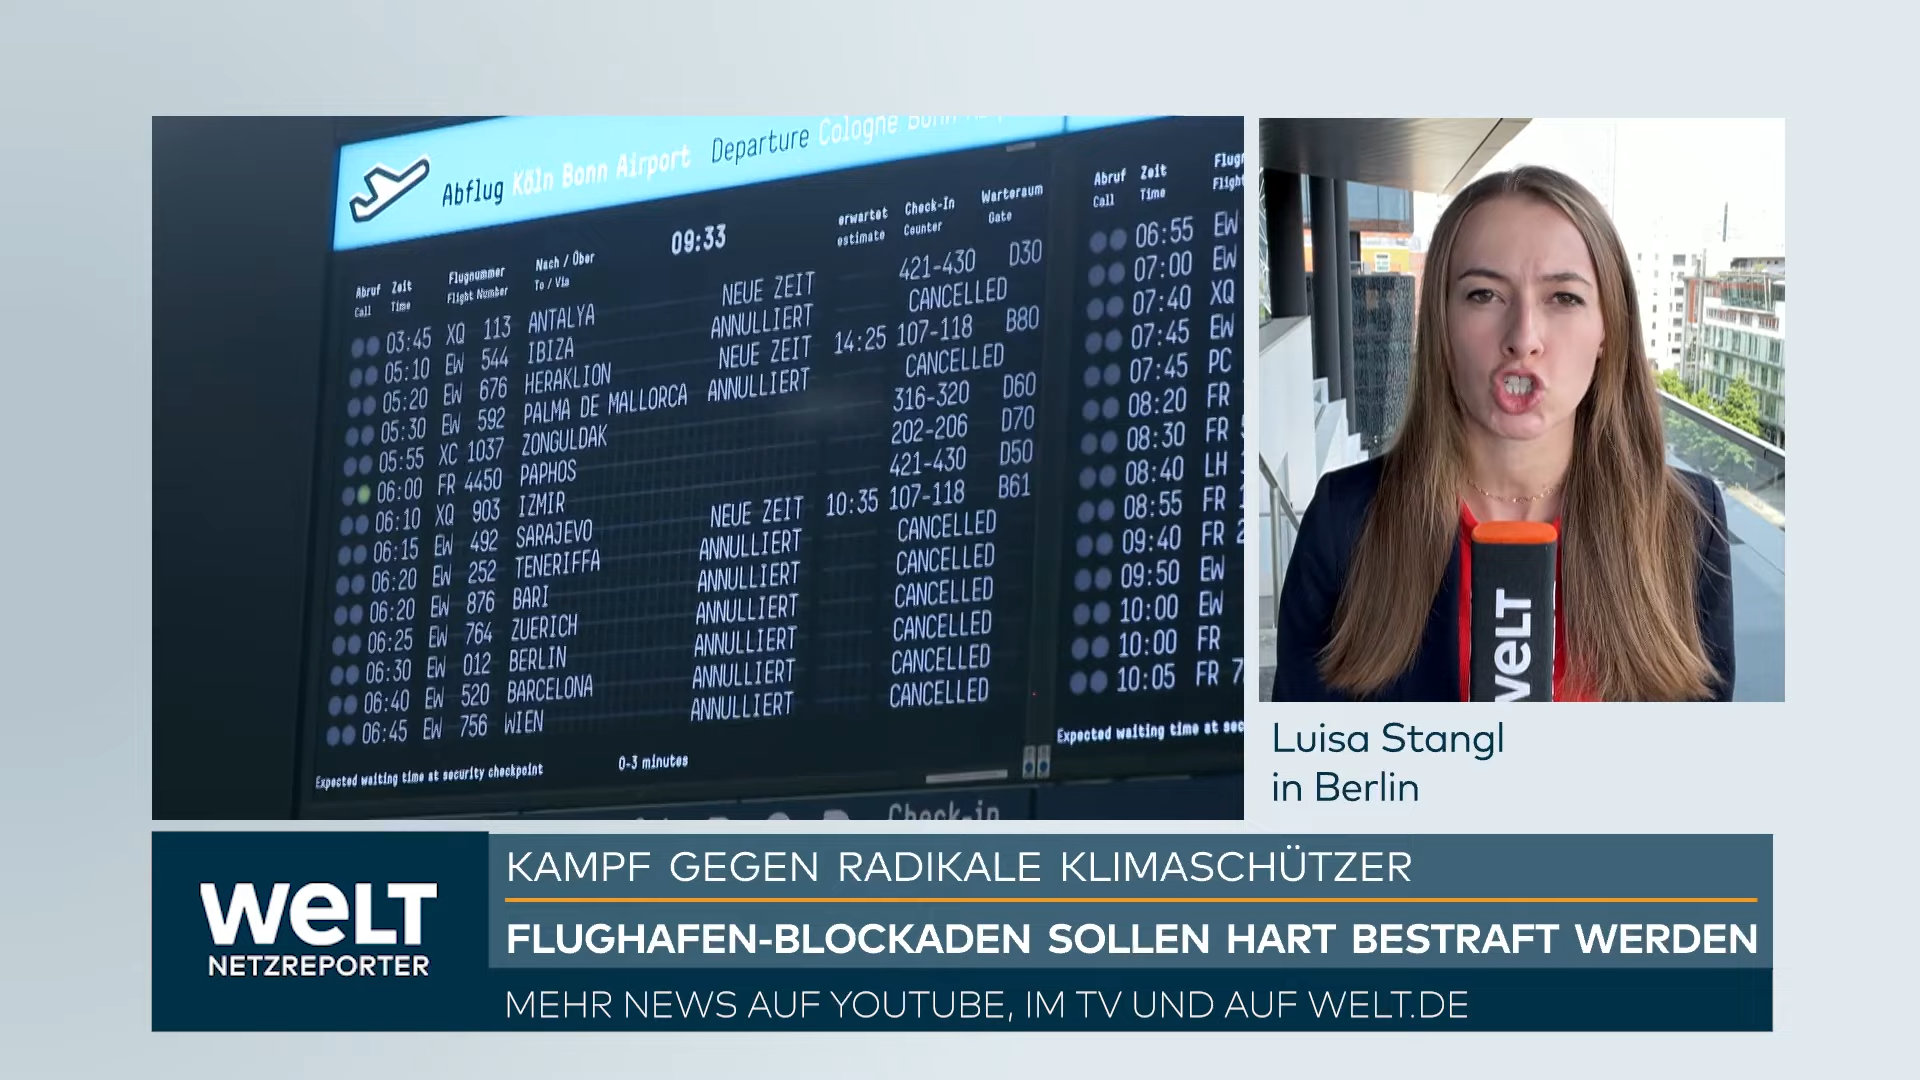 Abflug Köln Bonn Airport Departure Cologne Bonn
09:33
Abruf Zeit Flugnummer Nach / Über erwartet Check-In Warteraum
Call Time Flight Number To / Via estimate Counter Gate
03:45 XQ 113 ANTALYA NEUE ZEIT 421-430 D30
05:10 EW 544 IBIZA ANNULLIERT CANCELLED
05:20 EW 676 HERAKLION NEUE ZEIT 14:25 107-118 B80
05:30 EW 592 PALMA DE MALLORCA ANNULLIERT CANCELLED
05:55 XC 1037 ZONGULDAK 316-320 D60
06:00 FR 4450 PAPHOS 202-206 D70
06:10 XQ 903 IZMIR 421-430 D50
06:15 EW 492 SARAJEVO NEUE ZEIT 10:35 107-118 B61
06:20 EW 252 TENERIFFA ANNULLIERT CANCELLED
06:20 EW 876 BARI ANNULLIERT CANCELLED
06:25 EW 764 ZUERICH ANNULLIERT CANCELLED
06:30 EW 012 BERLIN ANNULLIERT CANCELLED
06:40 EW 520 BARCELONA ANNULLIERT CANCELLED
06:45 EW 756 WIEN ANNULLIERT CANCELLED
Expected waiting time at security checkpoint 0-3 minutes
Check-in
Abruf Zeit
Call Time Flight
06:55 EW
07:00 EW
07:40 XQ
07:45 EW
07:45 PC
08:20 FR
08:30 FR
08:40 LH
08:55 FR
09:40 FR
09:50 EW
10:00 EW
10:00 FR
10:05 FR
Expected waiting time at
WELT
Luisa Stangl
in Berlin
WELT
NETZREPORTER
KAMPF GEGEN RADIKALE KLIMASCHÜTZER
FLUGHAFEN-BLOCKADEN SOLLEN HART BESTRAFT WERDEN
MEHR NEWS AUF YOUTUBE, IM TV UND AUF WELT.DE